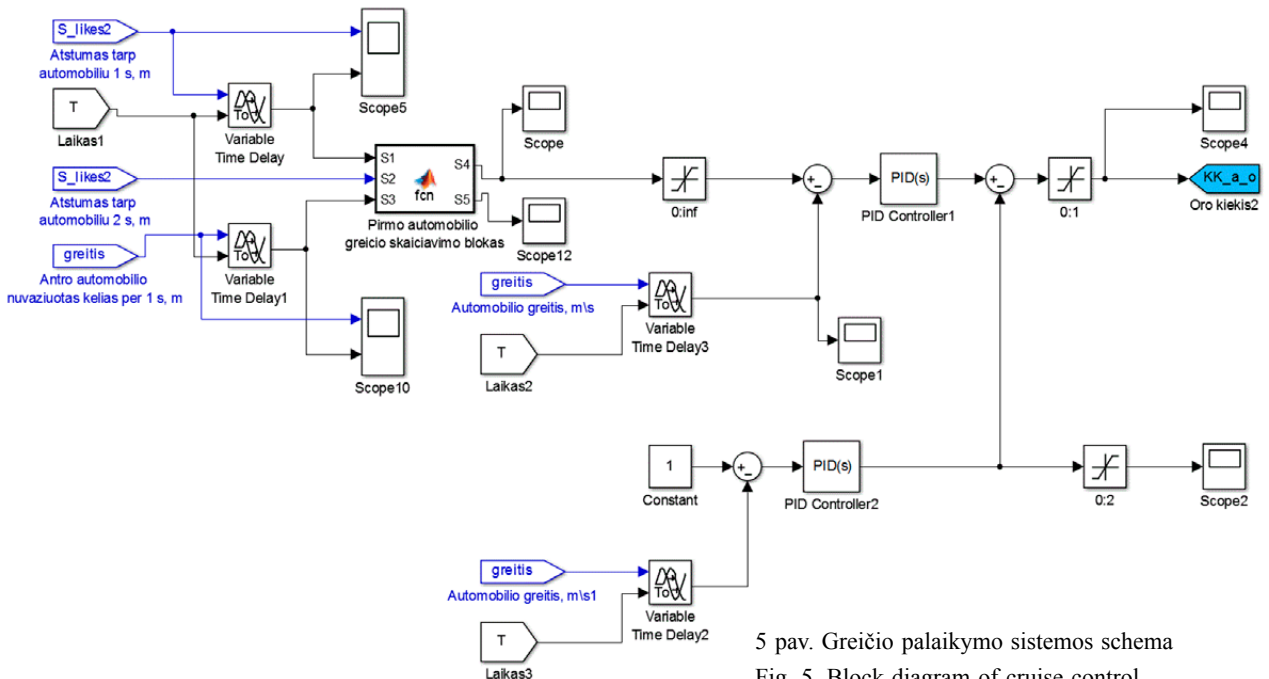 S_likes2
Atstumas tarp
automobiliu 1 s, m
T
Laikas1
To
Variable
Time Delay
Scope5
S_likes2
Atstumas tarp
automobiliu 2 s, m
greitis
Antro automobilio
nuvaziuotas kelias per 1 s, m
To
Variable
Time Delay1
Scope10
S1
S2
S3
fcn
S4
S5
Pirmo automobilio
greicio skaiciavimo blokas
Scope
Scope12
0:inf
+
-
PID(s)
PID Controller1
+
-
0:1
Scope4
KK_a_o
Oro kiekis2
greitis
Automobilio greitis, m\s
T
Laikas2
To
Variable
Time Delay3
Scope1
1
Constant
+
-
PID(s)
PID Controller2
0:2
Scope2
greitis
Automobilio greitis, m\s1
T
Laikas3
To
Variable
Time Delay2
5 pav. Greičio palaikymo sistemos schema
Fig. 5. Block diagram of cruise control